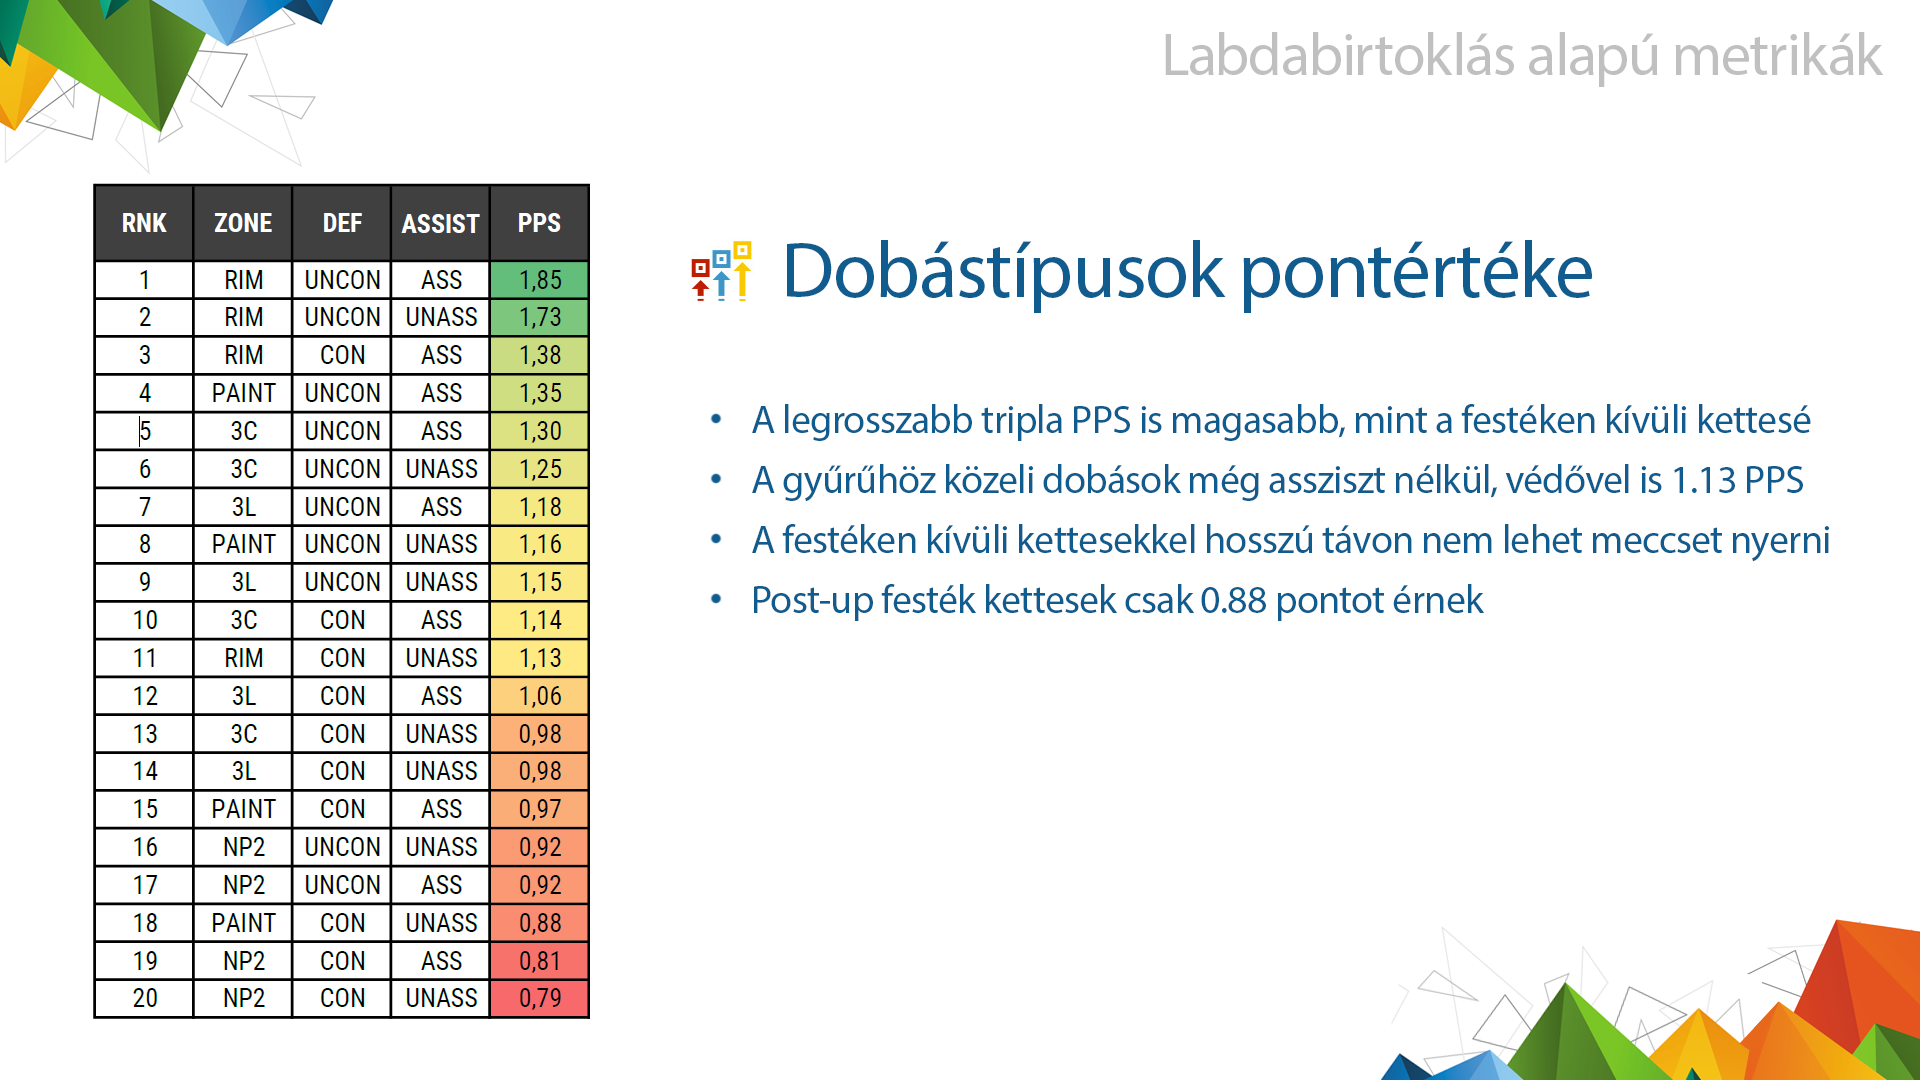 Labdabirtoklás alapú metrikák
RNK ZONE DEF ASSIST PPS
1 RIM UNCON ASS 1,85
2 RIM UNCON UNASS 1,73
3 RIM CON ASS 1,38
4 PAINT UNCON ASS 1,35
5 3C UNCON ASS 1,30
6 3C UNCON UNASS 1,25
7 3L UNCON ASS 1,18
8 PAINT UNCON UNASS 1,16
9 3L UNCON UNASS 1,15
10 3C CON ASS 1,14
11 RIM CON UNASS 1,13
12 3L CON ASS 1,06
13 3C CON UNASS 0,98
14 3L CON UNASS 0,98
15 PAINT CON ASS 0,97
16 NP2 UNCON UNASS 0,92
17 NP2 UNCON ASS 0,92
18 PAINT CON UNASS 0,88
19 NP2 CON ASS 0,81
20 NP2 CON UNASS 0,79
Dobástípusok pontértéke
• A legrosszabb tripla PPS is magasabb, mint a festéken kívüli kettesé
• A gyűrűhöz közeli dobások még assziszt nélkül, védővel is 1.13 PPS
• A festéken kívüli kettesekkel hosszú távon nem lehet meccset nyerni
• Post-up festék kettesek csak 0.88 pontot érnek